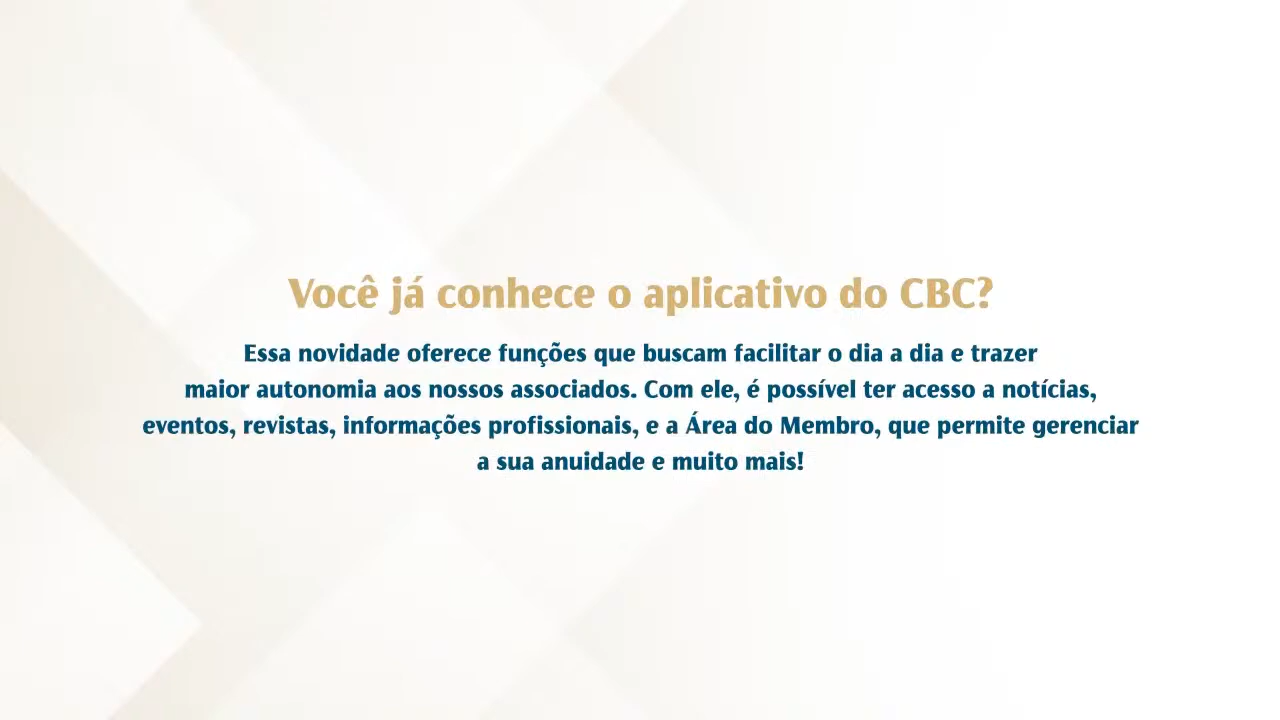 Você já conhece o aplicativo do CBC?
Essa novidade oferece funções que buscam facilitar o dia a dia e trazer
maior autonomia aos nossos associados. Com ele, é possível ter acesso a notícias,
eventos, revistas, informações profissionais, e a Área do Membro, que permite gerenciar
a sua anuidade e muito mais!